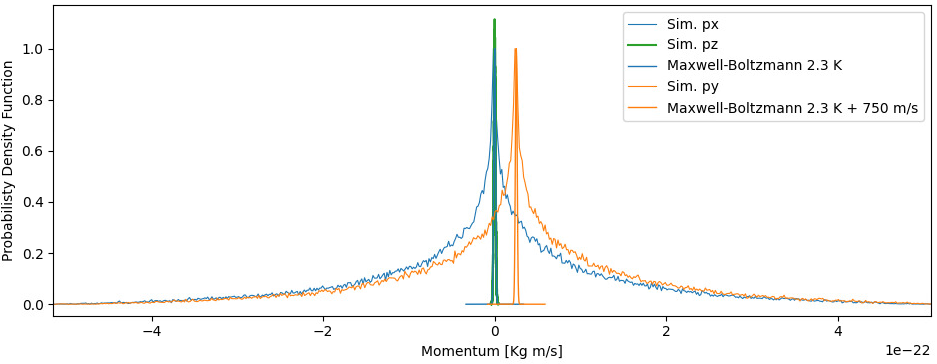 Sim. px
Sim. pz
Maxwell-Boltzmann 2.3 K
Sim. py
Maxwell-Boltzmann 2.3 K + 750 m/s
Probabilisty Density Function
1.0
0.8
0.6
0.4
0.2
0.0
−4
−2
0
2
4
1e−22
Momentum [Kg m/s]